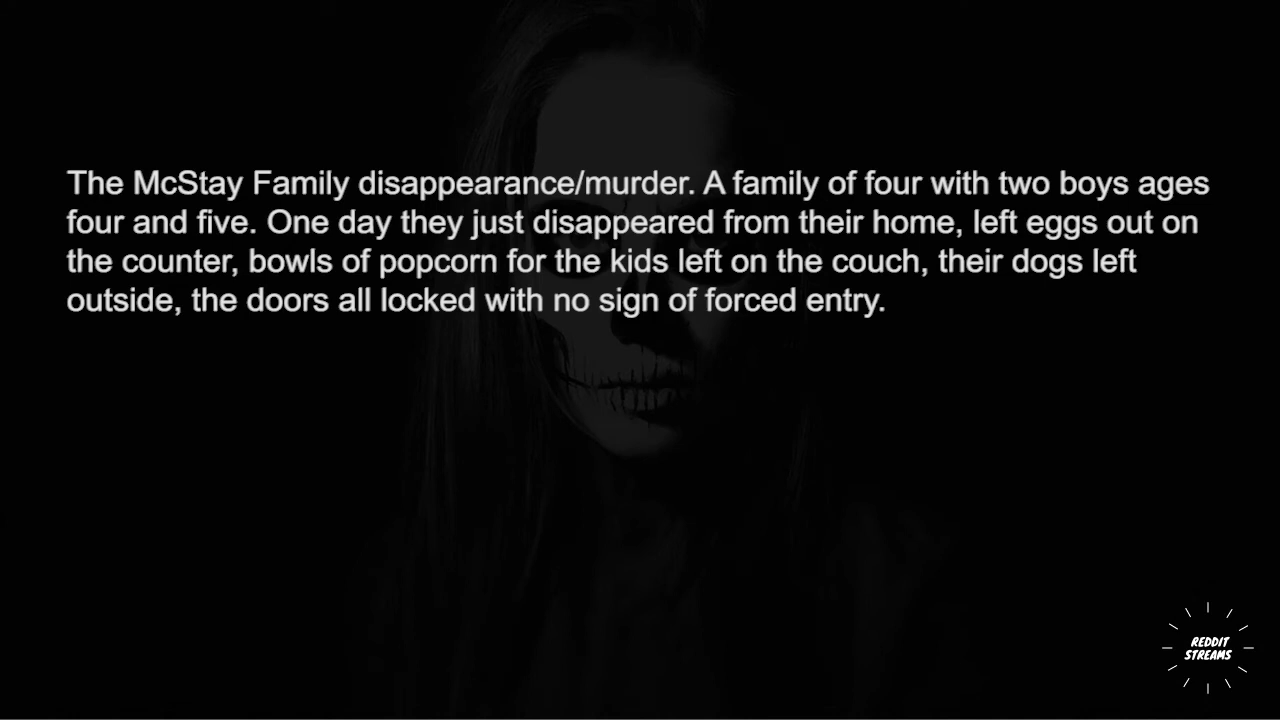 The McStay Family disappearance/murder. A family of four with two boys ages
four and five. One day they just disappeared from their home, left eggs out on
the counter, bowls of popcorn for the kids left on the couch, their dogs left
outside, the doors all locked with no sign of forced entry.
REDDIT
STREAMS